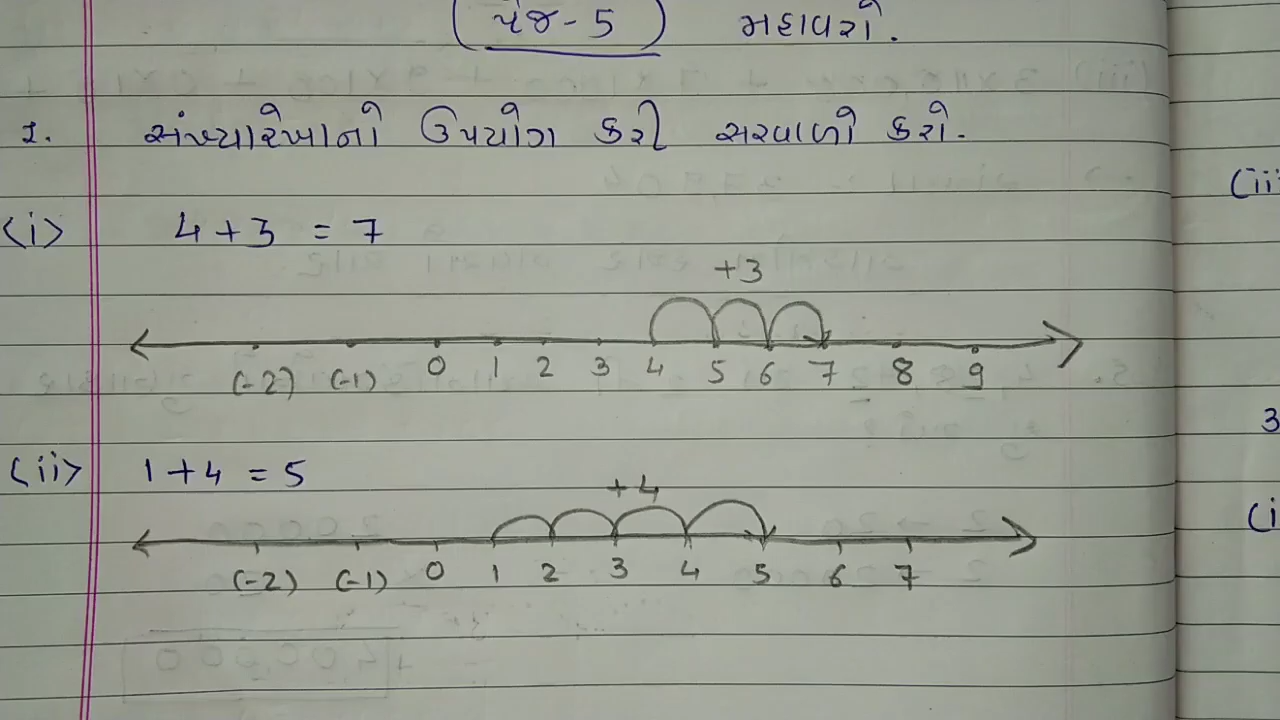 પેજ-5 મહાવરો.
1. સંખ્યારેખાનો ઉપયોગ કરી સરવાળો કરો.
(i) 4+3 = 7
+3
(-2) (-1) 0 1 2 3 4 5 6 7 8 9
(ii) 1+4 = 5
+4
(-2) (-1) 0 1 2 3 4 5 6 7
3
(i